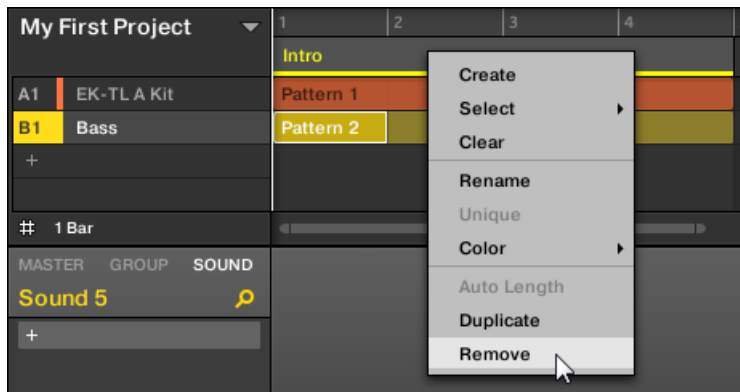 My First Project
1 2 3 4
Intro
A1 EK-TL A Kit Pattern 1
B1 Bass Pattern 2
+
1 Bar
MASTER GROUP SOUND
Sound 5
+
Create
Select
Clear
Rename
Unique
Color
Auto Length
Duplicate
Remove